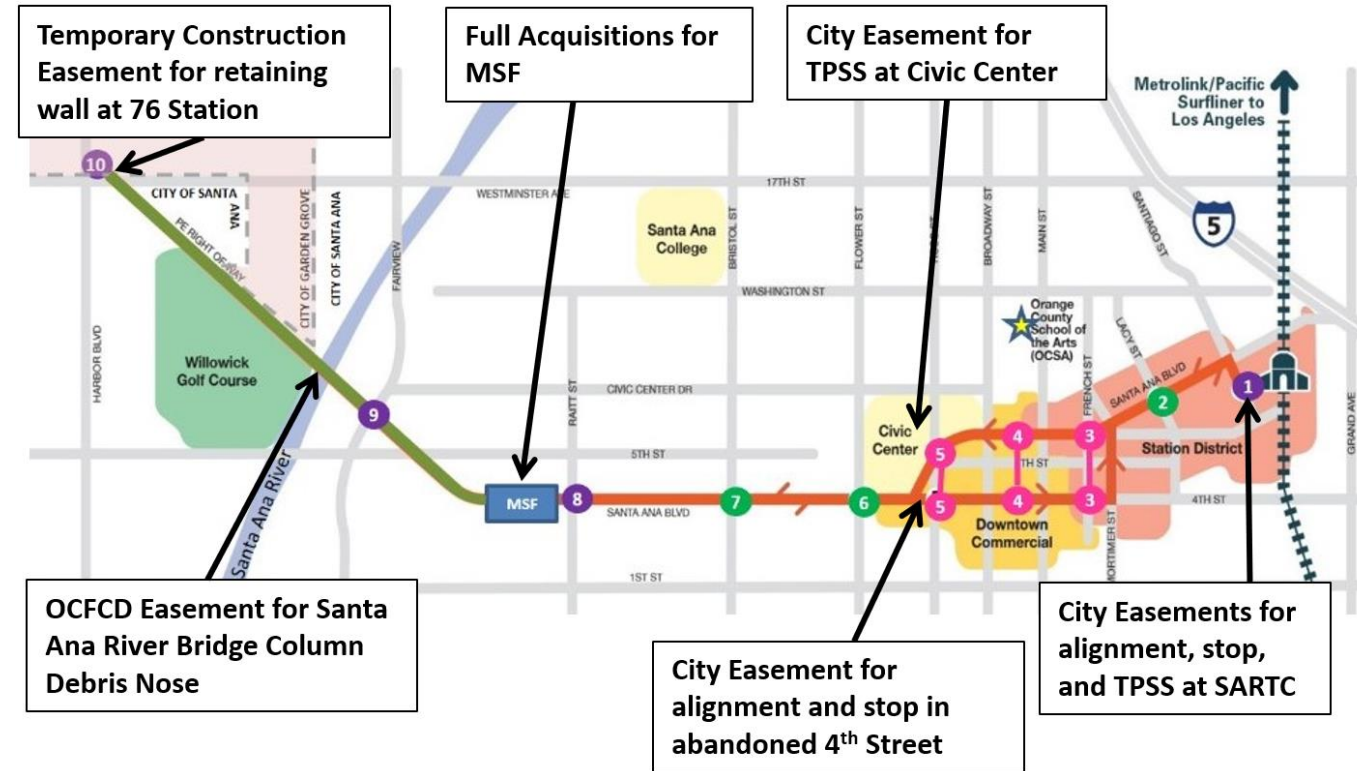 Temporary Construction
Easement for retaining
wall at 76 Station
Full Acquisitions for
MSF
City Easement for
TPSS at Civic Center
Metrolink/Pacific
Surfliner to
Los Angeles
10
CITY OF SANTA
ANA
PE RIGHT OF WAY
CITY OF GARDEN GROVE
CITY OF SANTA ANA
FAIRVIEW
WESTMINSTER AVE
17TH ST
Santa Ana
College
BRISTOL ST
FLOWER ST
BROADWAY ST
MAIN ST
SANTIAGO ST
5
WASHINGTON ST
Orange
County
School of
the Arts
(OCSA)
HARBOR BLVD
Willowick
Golf Course
RAITT ST
CIVIC CENTER DR
FRENCH ST
LACY ST
SANTA ANA BLVD
1
2
GRAND AVE
9
Civic
Center
5
4
3
Station District
5TH ST
TH ST
MSF
8
SANTA ANA BLVD
7
6
5
4
3
4TH ST
Downtown
Commercial
MORTIMER ST
Santa Ana River
1ST ST
OCFCD Easement for Santa
Ana River Bridge Column
Debris Nose
City Easement for
alignment and stop in
abandoned 4th Street
City Easements for
alignment, stop,
and TPSS at SARTC